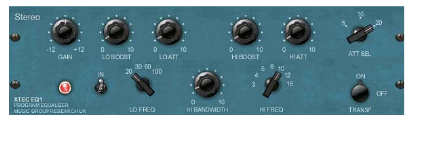 Stereo
-12 +12 0 10 0 10 0 10 0 10
GAIN LO BOOST LO ATT HI BOOST HI ATT
5 10 20
ATT SEL
IN
20 30 60 100
LO FREQ
0 10
HI BANDWIDTH
3 4 5 8 10 12 16
HI FREQ
ON
OFF
TRANSF
XTEC EQ1
PROGRAM EQUALIZER
MUSIC GROUP RESEARCH UK